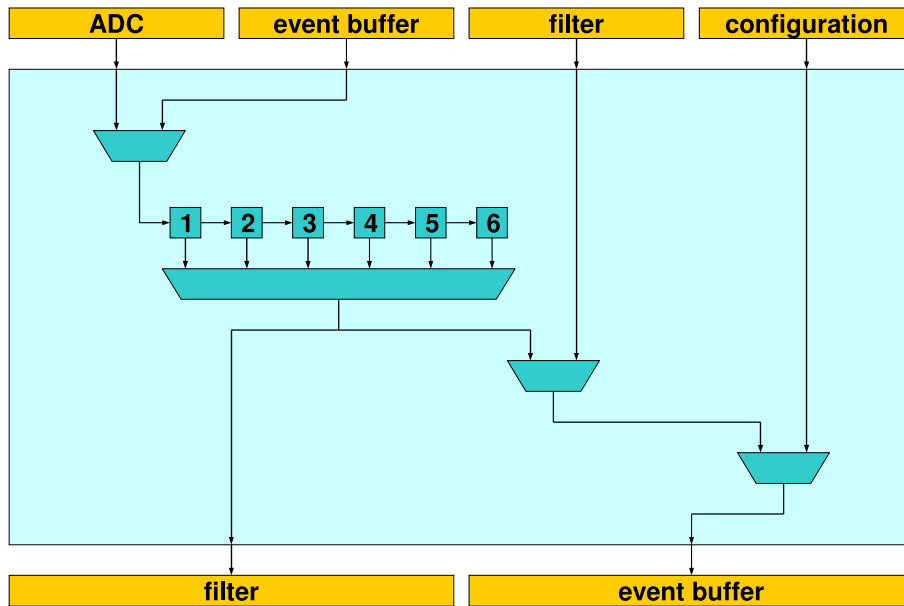 ADC event buffer filter configuration
1 2 3 4 5 6
filter event buffer